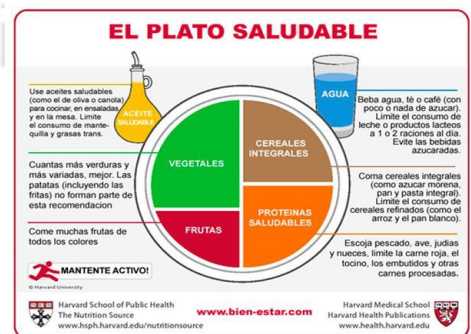 EL PLATO SALUDABLE
Use aceites saludables
(como el de oliva o canola)
para cocinar, en ensaladas
y en la mesa. Limite
el consumo de mante-
quilla y grasas trans.
ACEITE
SALUDABLE
AGUA
Beba agua, té o café (con
poco o nada de azucar).
Limite el consumo de
leche o productos lacteos
a 1 o 2 raciones al día.
Evite las bebidas
azucaradas.
Cuantas más verduras y
más variadas, mejor. Las
patatas (incluyendo las
fritas) no forman parte de
esta recomendacion
VEGETALES
CEREALES
INTEGRALES
Coma cereales integrales
(como azucar morena,
pan y pasta integral).
Limite el consumo de
cereales refinados (como el
arroz y el pan blanco).
Come muchas frutas de
todos los colores
FRUTAS
PROTEINAS
SALUDABLES
Escoja pescado, ave, judias
y nueces, limite la carne roja, el
tocino, los embutidos y otras
carnes procesadas.
MANTENTE ACTIVO!
© Harvard University
Harvard School of Public Health
The Nutrition Source
www.hsph.harvard.edu/nutritionsource
www.bien-estar.com
Harvard Medical School
Harvard Health Publications
www.health.harvard.edu